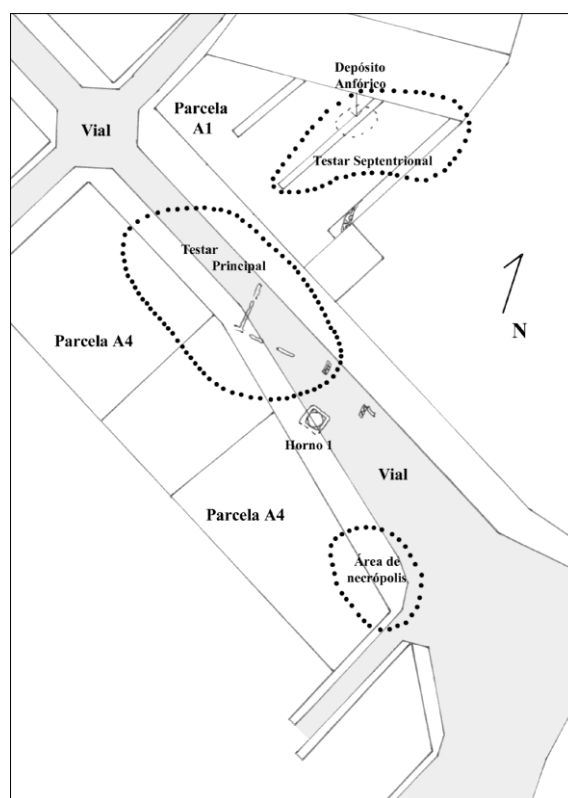 Depósito
Anfórico
Parcela
A1
Vial
Testar Septentrional
Testar
Principal
N
Parcela A4
Horno 1
Vial
Parcela A4
Área de
necrópolis